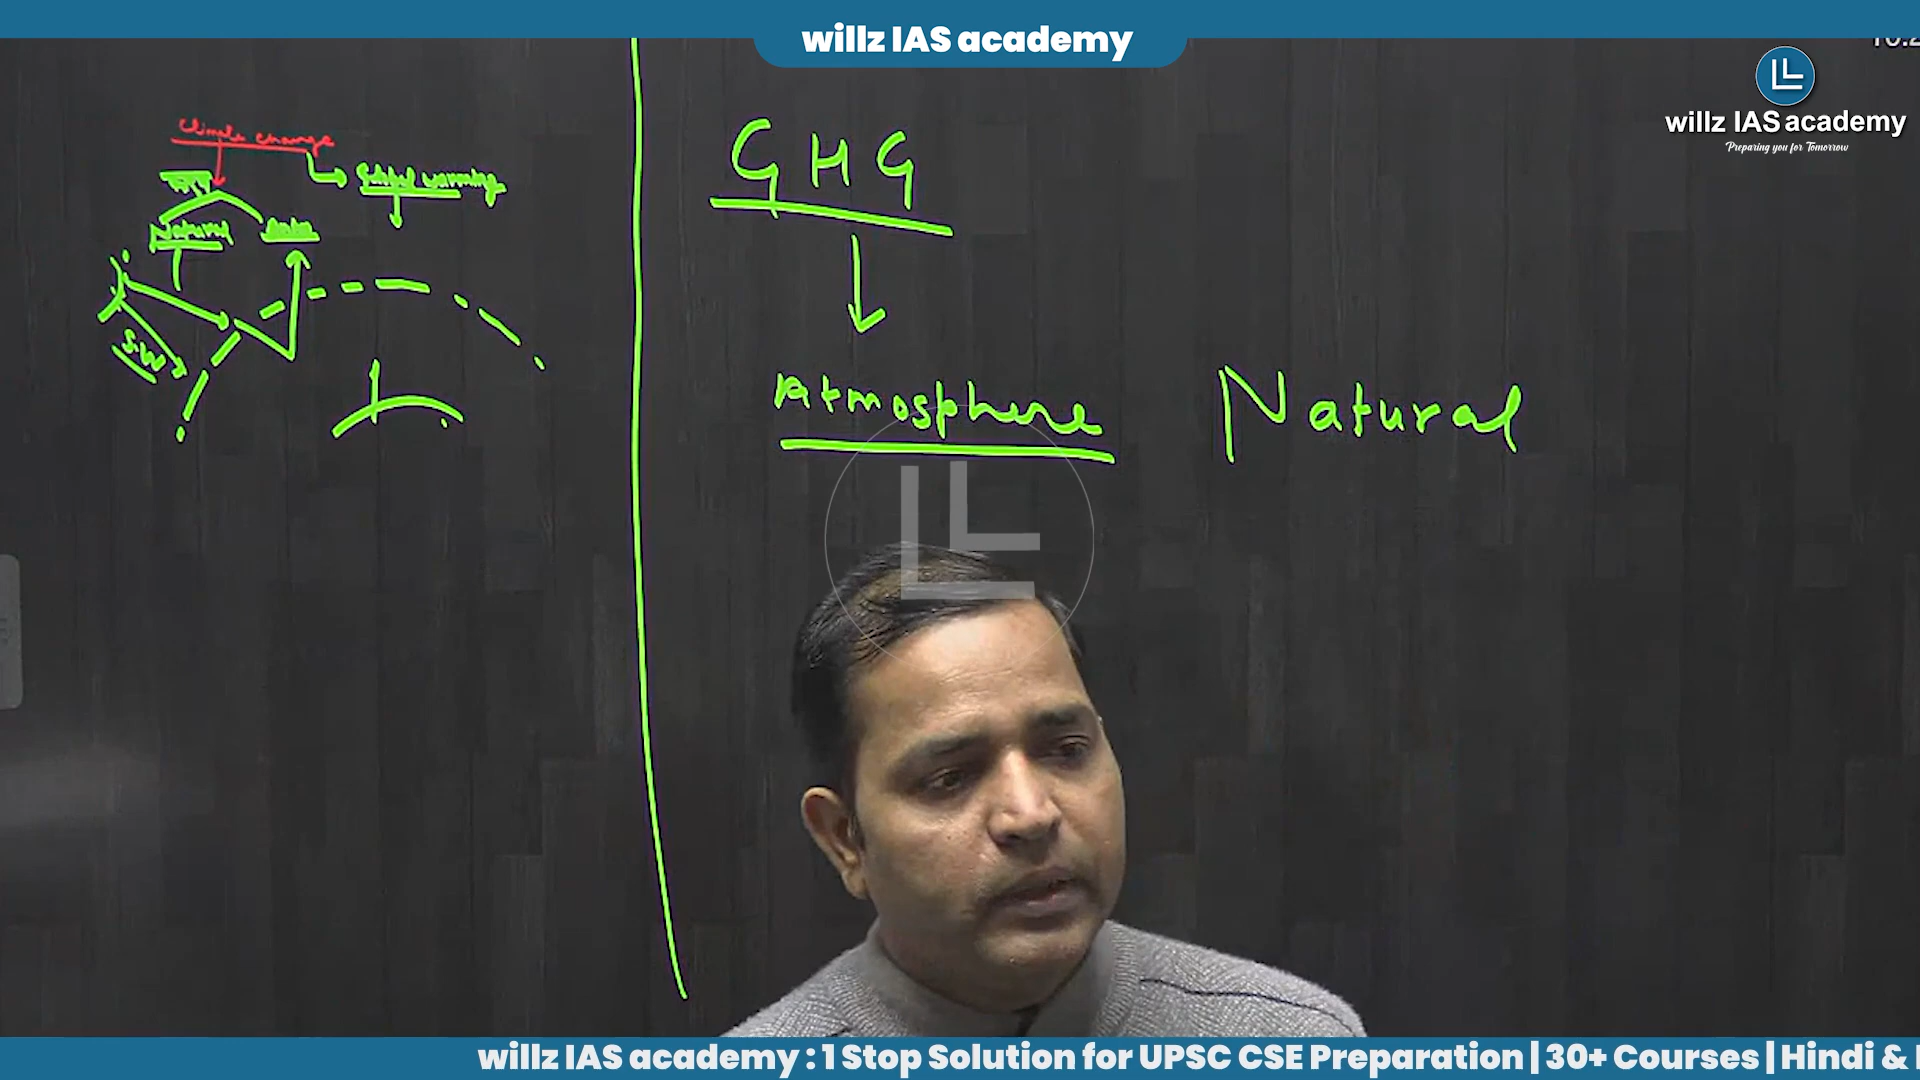 willz IAS academy
willz IAS academy
Preparing you for Tomorrow
Climate change
Global warming
Natural
S.W
GHG
Atmosphere
Natural
willz IAS academy : 1 Stop Solution for UPSC CSE Preparation | 30+ Courses | Hindi &